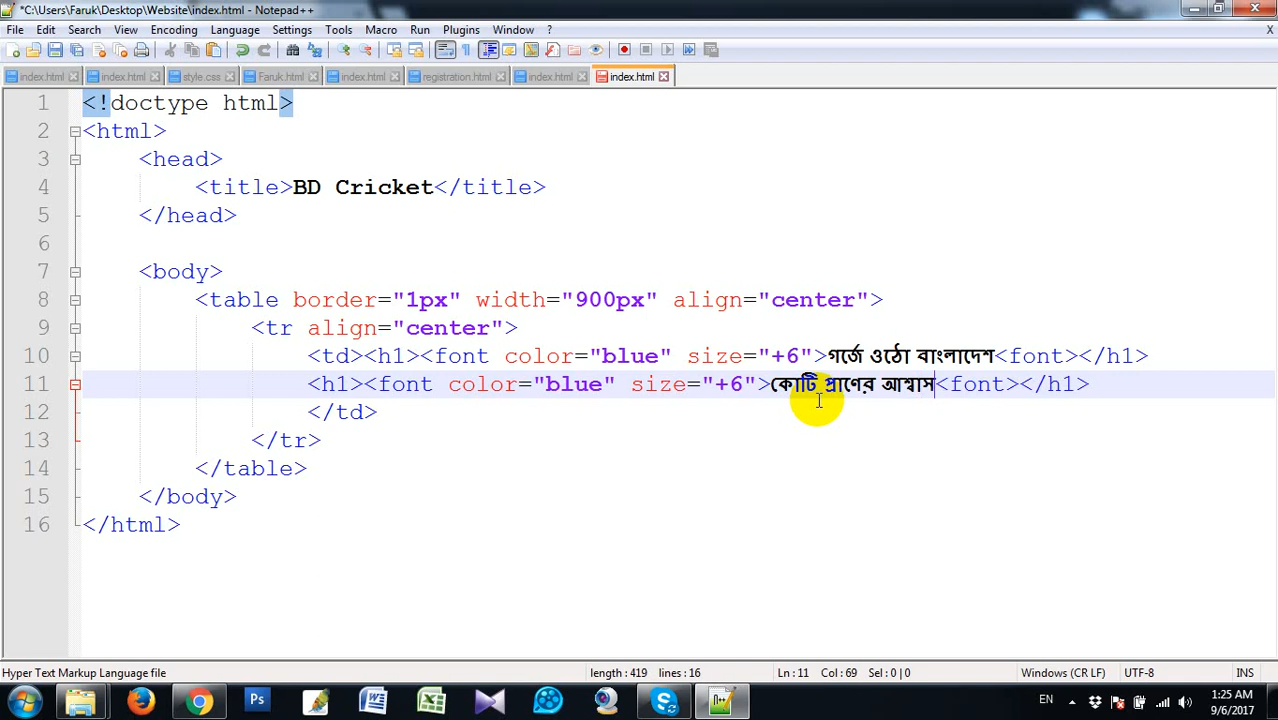 *C:\Users\Faruk\Desktop\Website\index.html - Notepad++
File Edit Search View Encoding Language Settings Tools Macro Run Plugins Window ? X
index.html index.html style.css Faruk.html index.html registration.html index.html index.html
1 <!doctype html>
2 <html>
3 <head>
4 <title>BD Cricket</title>
5 </head>
6
7 <body>
8 <table border="1px" width="900px" align="center">
9 <tr align="center">
10 <td><h1><font color="blue" size="+6">গর্জে ওঠো বাংলাদেশ<font></h1>
11 <h1><font color="blue" size="+6">কোটি প্রাণের আশ্বাস<font></h1>
12 </td>
13 </tr>
14 </table>
15 </body>
16 </html>
Hyper Text Markup Language file length : 419 lines : 16 Ln : 11 Col : 69 Sel : 0 | 0 Windows (CR LF) UTF-8 INS
EN 1:25 AM
9/6/2017